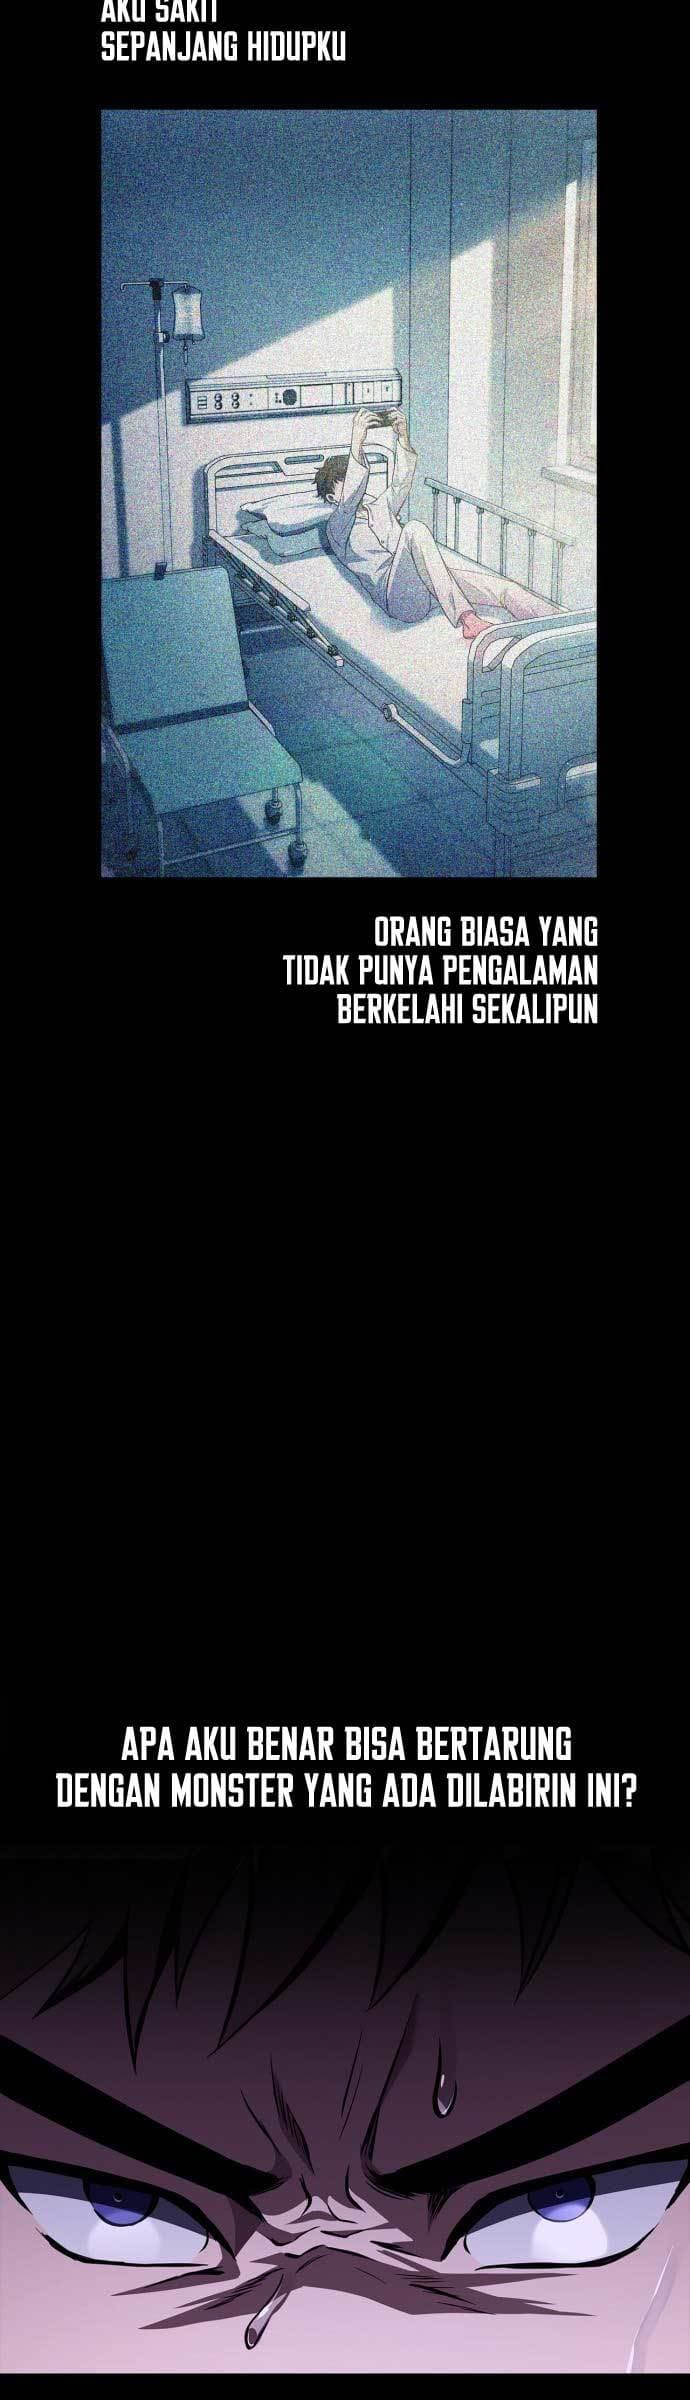 AKU SAKIT
SEPANJANG HIDUPKU
ORANG BIASA YANG
TIDAK PUNYA PENGALAMAN
BERKELAHI SEKALIPUN
APA AKU BENAR BISA BERTARUNG
DENGAN MONSTER YANG ADA DILABIRIN INI?